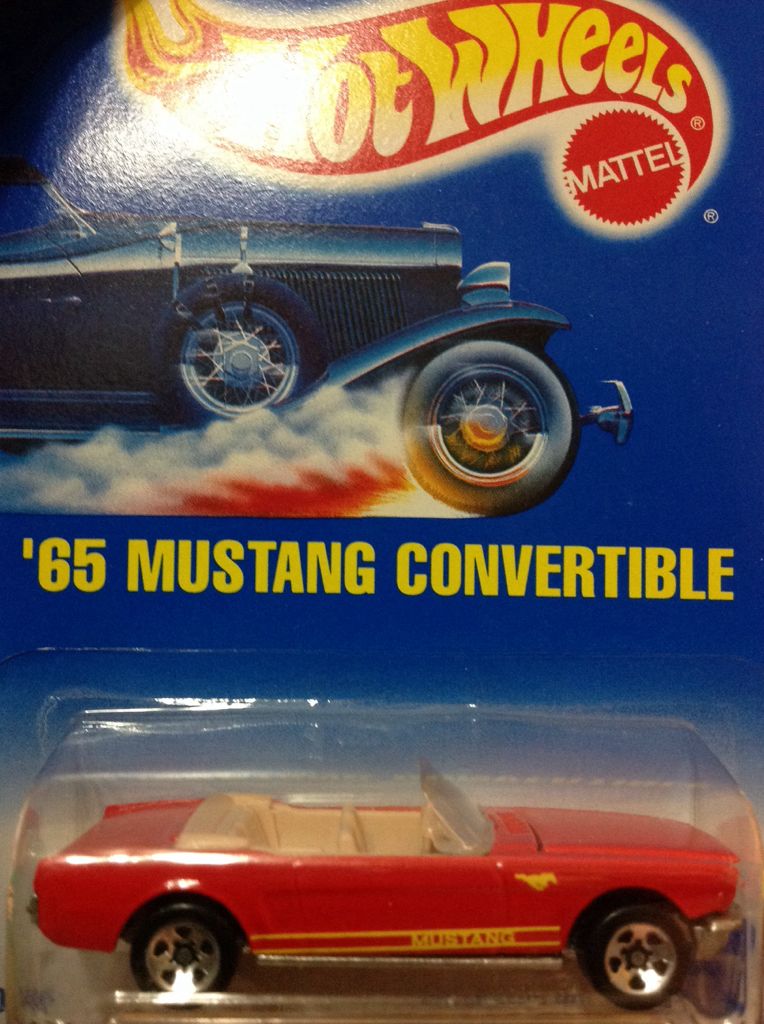 HOT WHEELS
®
MATTEL
®
'65 MUSTANG CONVERTIBLE
MUSTANG